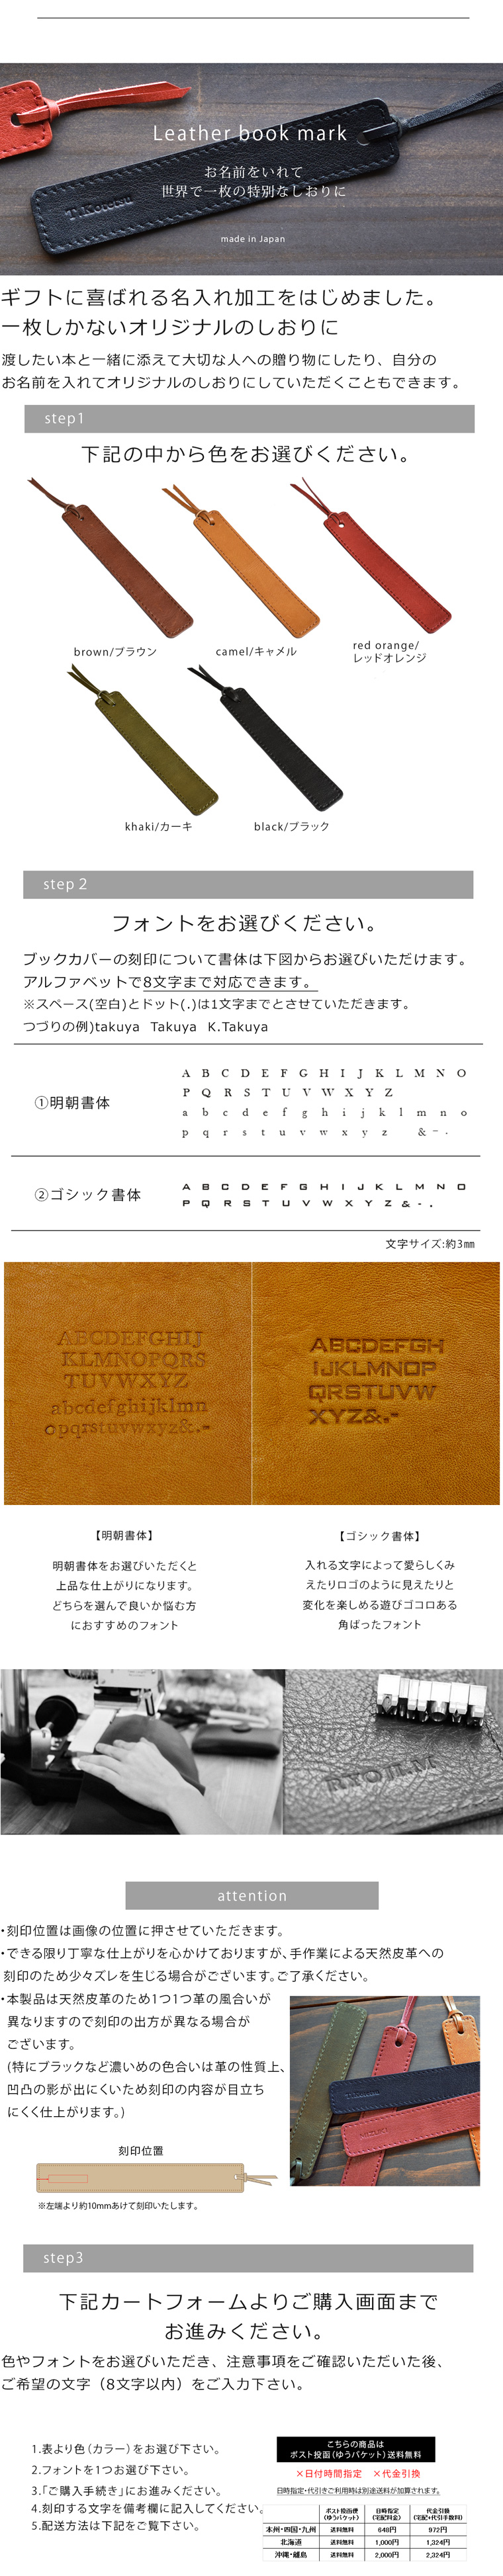 Leather book mark
お名前をいれて
世界で一枚の特別なしおりに
T.Kotetsu
made in Japan
ギフトに喜ばれる名入れ加工をはじめました。
一枚しかないオリジナルのしおりに
渡したい本と一緒に添えて大切な人への贈り物にしたり、自分の
お名前を入れてオリジナルのしおりにしていただくこともできます。
step1
下記の中から色をお選びください。
brown/ブラウン
camel/キャメル
red orange/
レッドオレンジ
khaki/カーキ
black/ブラック
step 2
フォントをお選びください。
ブックカバーの刻印について書体は下図からお選びいただけます。
アルファベットで8文字まで対応できます。
※スペース(空白)とドット(.)は1文字までとさせていただきます。
つづりの例)takuya Takuya K.Takuya
①明朝書体
A B C D E F G H I J K L M N O
P Q R S T U V W X Y Z
a b c d e f g h i j k l m n o
p q r s t u v w x y z & - .
②ゴシック書体
A B C D E F G H I J K L M N O
P Q R S T U V W X Y Z & - .
文字サイズ:約3㎜
ABCDEFGHIJ
KLMNOPQRS
TUVWXYZ
abcdefghijklmn
opqrstuvwxyz&.-
ABCDEFGH
IJKLMNOP
QRSTUVW
XYZ&.-
【明朝書体】
明朝書体をお選びいただくと
上品な仕上がりになります。
どちらを選んで良いか悩む方
におすすめのフォント
【ゴシック書体】
入れる文字によって愛らしくみ
えたりロゴのように見えたりと
変化を楽しめる遊びゴコロある
角ばったフォント
RYOJI.M
attention
・刻印位置は画像の位置に押させていただきます。
・できる限り丁寧な仕上がりを心かけておりますが、手作業による天然皮革への
刻印のため少々ズレを生じる場合がございます。ご了承ください。
・本製品は天然皮革のため1つ1つ革の風合いが
異なりますので刻印の出方が異なる場合が
ございます。
(特にブラックなど濃いめの色合いは革の性質上、
凹凸の影が出にくいため刻印の内容が目立ち
にくく仕上がります。)
刻印位置
※左端より約10mmあけて刻印いたします。
step3
下記カートフォームよりご購入画面まで
お進みください。
色やフォントをお選びいただき、注意事項をご確認いただいた後、
ご希望の文字（8文字以内）をご入力下さい。
1.表より色（カラー）をお選び下さい。
2.フォントを1つお選び下さい。
3.「ご購入手続き」にお進みください。
4.刻印する文字を備考欄に記入してください。
5.配送方法は下記をご覧下さい。
こちらの商品は
ポスト投函（ゆうパケット）送料無料
×日付時間指定 ×代金引換
日時指定・代引きご利用時は別途送料が加算されます。
ポスト投函便 日時指定 代金引換
（ゆうパケット） （宅配料金） （宅配+代引手数料）
本州・四国・九州 送料無料 648円 972円
北海道 送料無料 1,000円 1,324円
沖縄・離島 送料無料 2,000円 2,324円